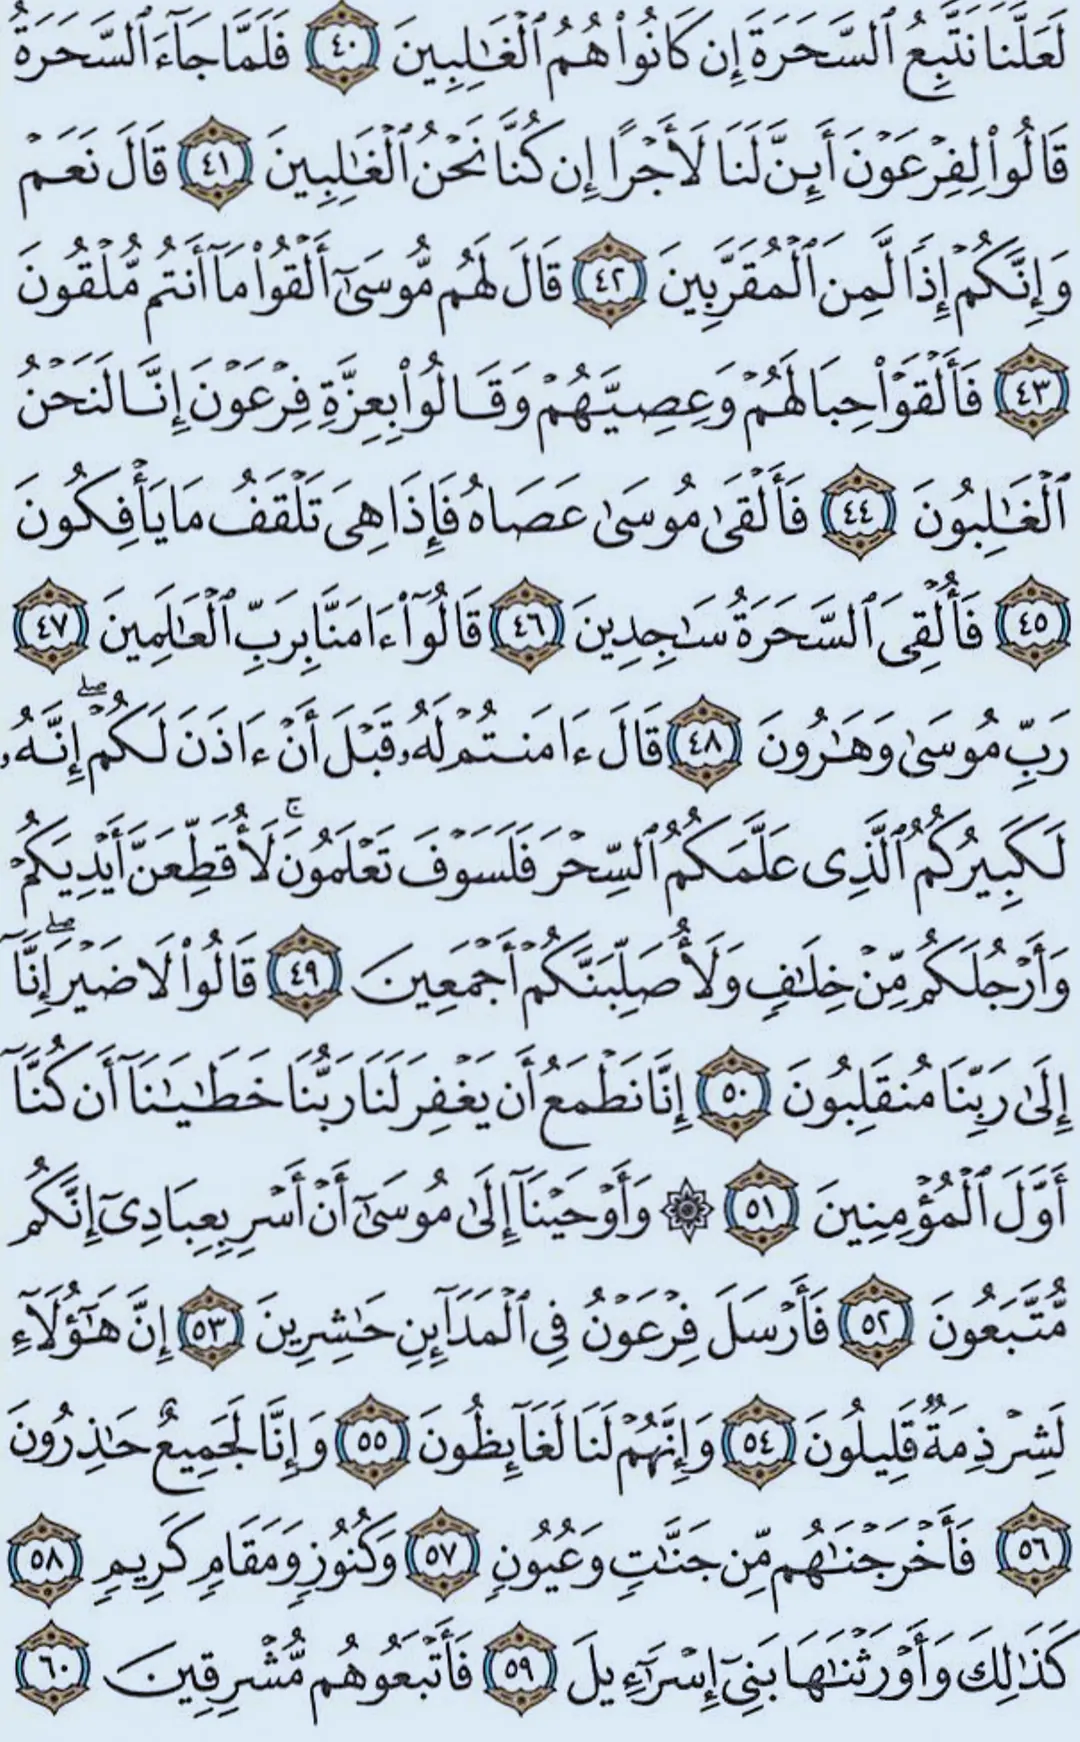 لَعَلَّنَا نَتَّبِعُ ٱلسَّحَرَةَ إِن كَانُوا۟ هُمُ ٱلْغَـٰلِبِينَ ٤٠ فَلَمَّا جَآءَ ٱلسَّحَرَةُ
قَالُوا۟ لِفِرْعَوْنَ أَئِنَّ لَنَا لَأَجْرًا إِن كُنَّا نَحْنُ ٱلْغَـٰلِبِينَ ٤١ قَالَ نَعَمْ
وَإِنَّكُمْ إِذًا لَّمِنَ ٱلْمُقَرَّبِينَ ٤٢ قَالَ لَهُم مُّوسَىٰٓ أَلْقُوا۟ مَآ أَنتُم مُّلْقُونَ
٤٣ فَأَلْقَوْا۟ حِبَالَهُمْ وَعِصِيَّهُمْ وَقَالُوا۟ بِعِزَّةِ فِرْعَوْنَ إِنَّا لَنَحْنُ
ٱلْغَـٰلِبُونَ ٤٤ فَأَلْقَىٰ مُوسَىٰ عَصَاهُ فَإِذَا هِىَ تَلْقَفُ مَا يَأْفِكُونَ
٤٥ فَأُلْقِىَ ٱلسَّحَرَةُ سَـٰجِدِينَ ٤٦ قَالُوٓا۟ ءَامَنَّا بِرَبِّ ٱلْعَـٰلَمِينَ ٤٧
رَبِّ مُوسَىٰ وَهَـٰرُونَ ٤٨ قَالَ ءَامَنتُمْ لَهُۥ قَبْلَ أَنْ ءَاذَنَ لَكُمْ ۖ إِنَّهُۥ
لَكَبِيرُكُمُ ٱلَّذِى عَلَّمَكُمُ ٱلسِّحْرَ فَلَسَوْفَ تَعْلَمُونَ ۚ لَأُقَطِّعَنَّ أَيْدِيَكُمْ
وَأَرْجُلَكُم مِّنْ خِلَـٰفٍ وَلَأُصَلِّبَنَّكُمْ أَجْمَعِينَ ٤٩ قَالُوا۟ لَا ضَيْرَ ۖ إِنَّآ
إِلَىٰ رَبِّنَا مُنقَلِبُونَ ٥٠ إِنَّا نَطْمَعُ أَن يَغْفِرَ لَنَا رَبُّنَا خَطَـٰيَـٰنَآ أَن كُنَّآ
أَوَّلَ ٱلْمُؤْمِنِينَ ٥١ ۞ وَأَوْحَيْنَآ إِلَىٰ مُوسَىٰٓ أَنْ أَسْرِ بِعِبَادِىٓ إِنَّكُم
مُّتَّبَعُونَ ٥٢ فَأَرْسَلَ فِرْعَوْنُ فِى ٱلْمَدَآئِنِ حَـٰشِرِينَ ٥٣ إِنَّ هَـٰٓؤُلَآءِ
لَشِرْذِمَةٌ قَلِيلُونَ ٥٤ وَإِنَّهُمْ لَنَا لَغَآئِظُونَ ٥٥ وَإِنَّا لَجَمِيعٌ حَـٰذِرُونَ
٥٦ فَأَخْرَجْنَـٰهُم مِّن جَنَّـٰتٍ وَعُيُونٍ ٥٧ وَكُنُوزٍ وَمَقَامٍ كَرِيمٍ ٥٨
كَذَٰلِكَ وَأَوْرَثْنَـٰهَا بَنِىٓ إِسْرَٰٓءِيلَ ٥٩ فَأَتْبَعُوهُم مُّشْرِقِينَ ٦٠